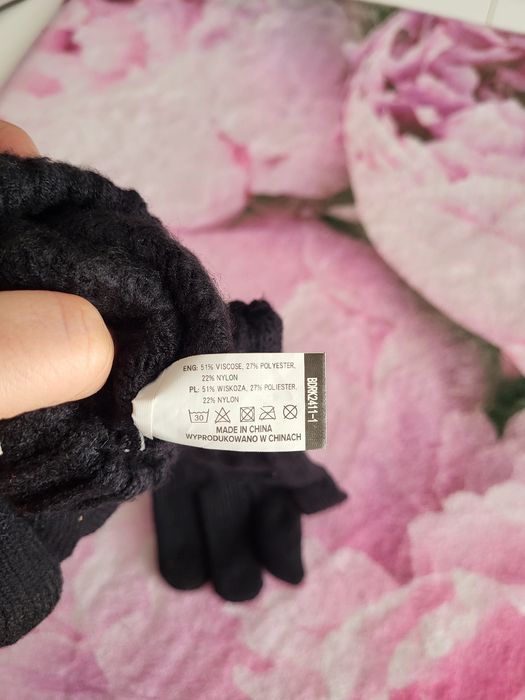 ENG: 51% VISCOSE, 27% POLYESTER,
22% NYLON
PL: 51% WISKOZA, 27% POLIESTER,
22% NYLON
30
MADE IN CHINA
WYPRODUKOWANO W CHINACH
BDRX2411-1